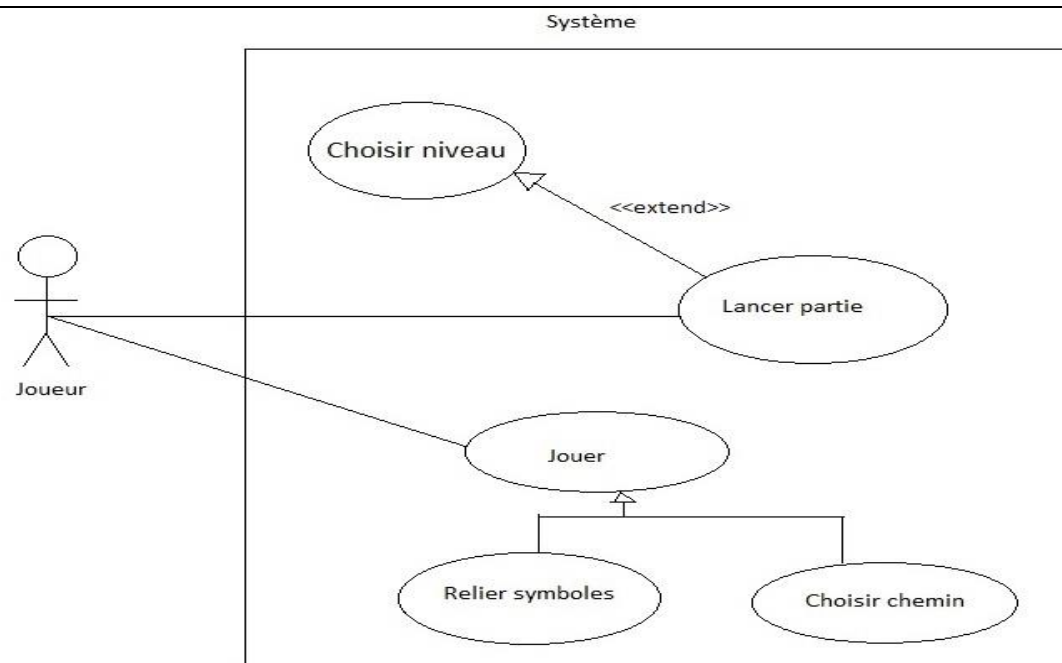 Système
Choisir niveau
<<extend>>
Lancer partie
Joueur
Jouer
Relier symboles
Choisir chemin